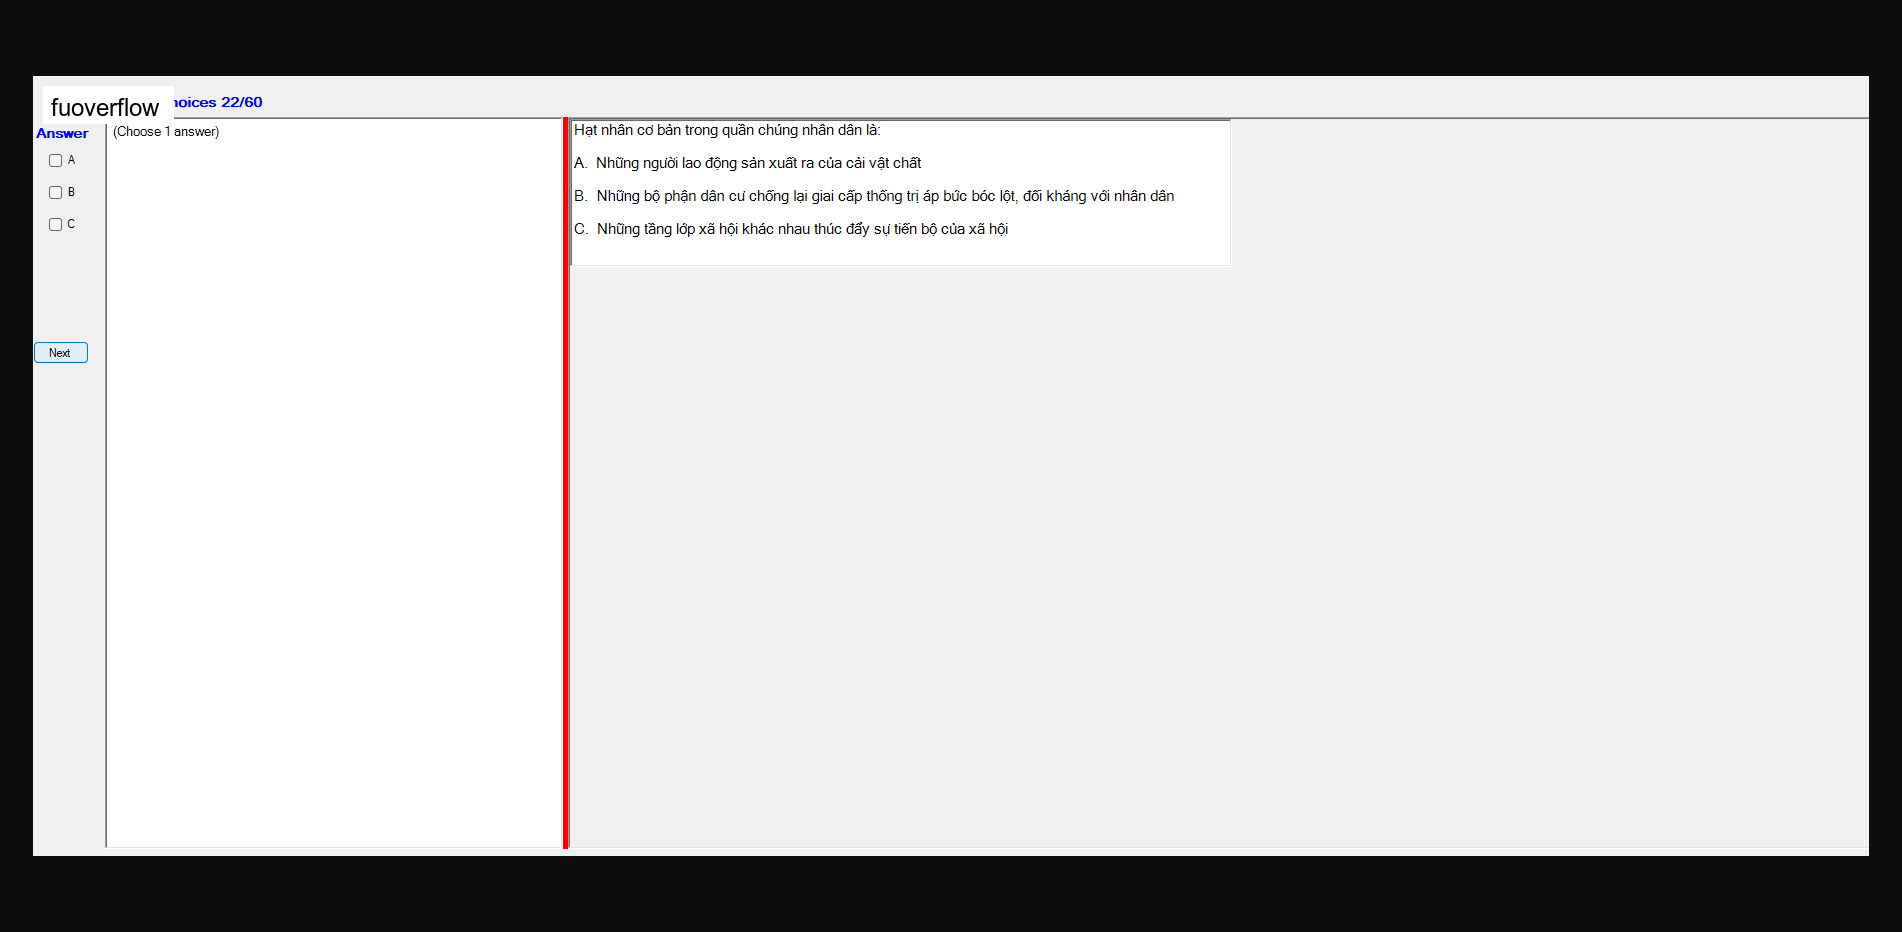 fuoverflow
hoices 22/60
Answer
(Choose 1 answer)
A
B
C
Next
Hạt nhân cơ bản trong quần chúng nhân dân là:
A. Những người lao động sản xuất ra của cải vật chất
B. Những bộ phận dân cư chống lại giai cấp thống trị áp bức bóc lột, đối kháng với nhân dân
C. Những tầng lớp xã hội khác nhau thúc đẩy sự tiến bộ của xã hội